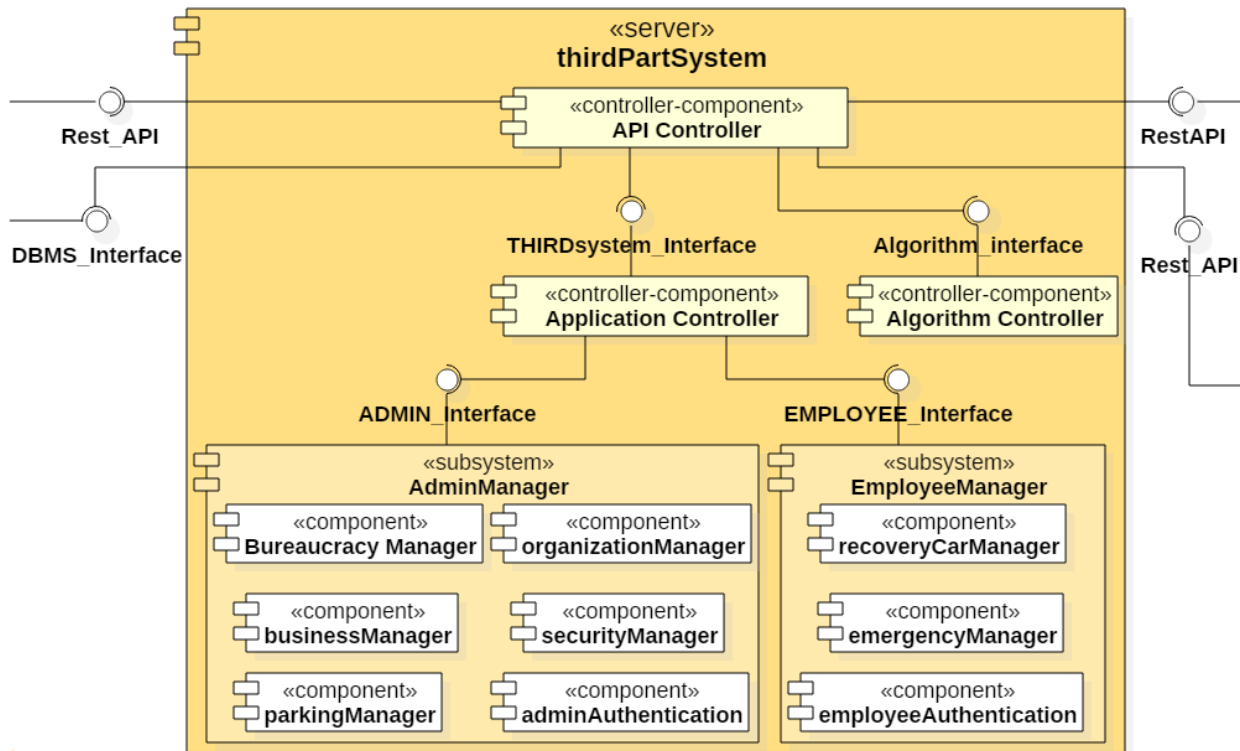 «server»
thirdPartSystem
«controller-component»
API Controller
Rest_API
RestAPI
DBMS_Interface
THIRDsystem_Interface
Algorithm_interface
Rest_API
«controller-component»
Application Controller
«controller-component»
Algorithm Controller
ADMIN_Interface
EMPLOYEE_Interface
«subsystem»
AdminManager
«component»
Bureaucracy Manager
«component»
organizationManager
«component»
businessManager
«component»
securityManager
«component»
parkingManager
«component»
adminAuthentication
«subsystem»
EmployeeManager
«component»
recoveryCarManager
«component»
emergencyManager
«component»
employeeAuthentication